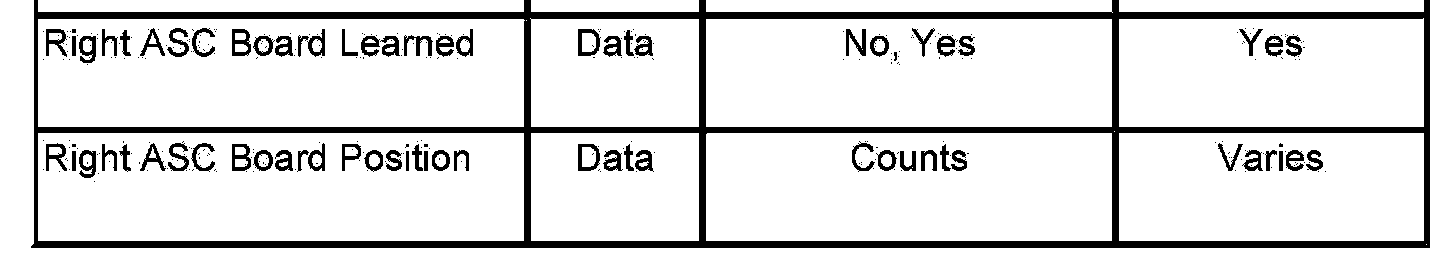 Right ASC Board Learned Data No, Yes Yes
Right ASC Board Position Data Counts Varies